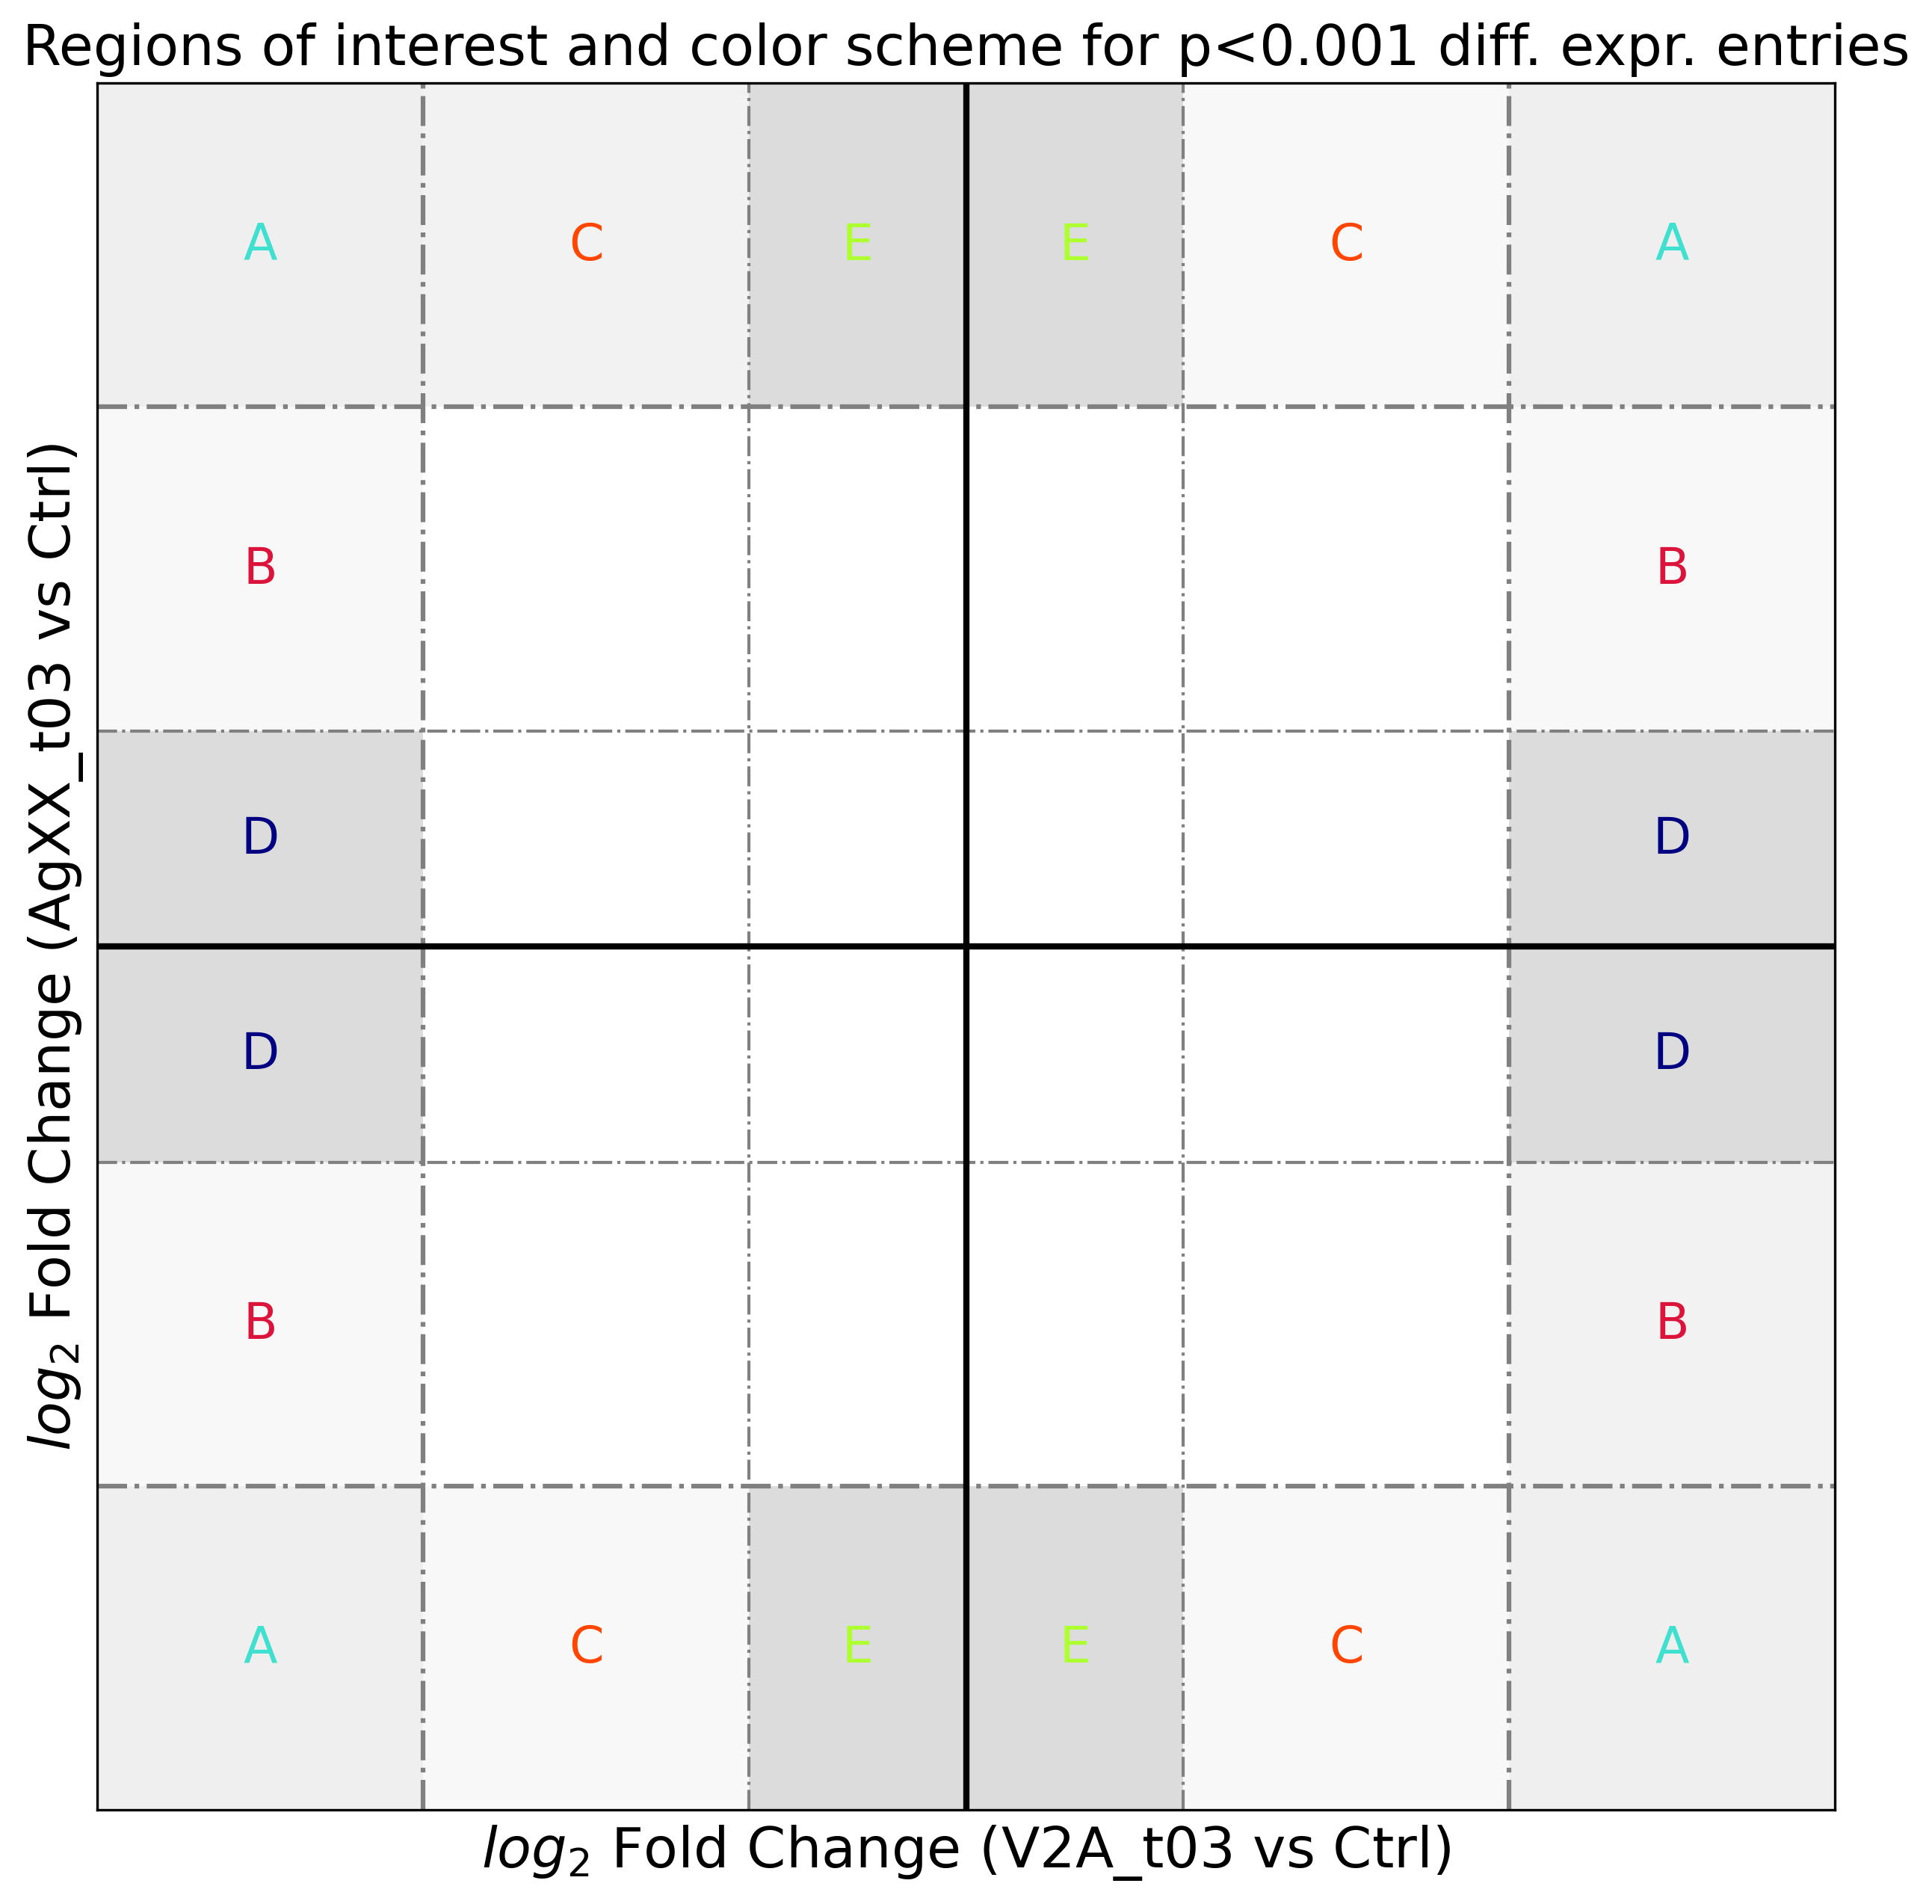 Regions of interest and color scheme for p<0.001 diff. expr. entries
A C E E C A
B B
D D
D D
B B
A C E E C A
log2 Fold Change (AgXX_t03 vs Ctrl)
log2 Fold Change (V2A_t03 vs Ctrl)